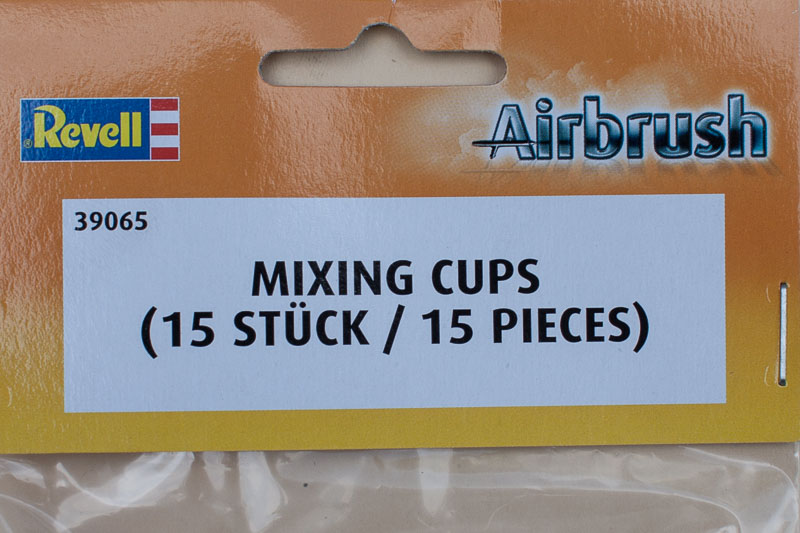 Revell
Airbrush
39065
MIXING CUPS
(15 STÜCK / 15 PIECES)